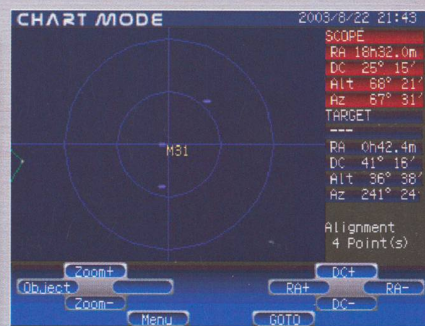 CHART MODE 2003/8/22 21:43
SCOPE
RA 18h32.0m
DC 25° 15′
Alt 68° 21′
Az 67° 31′
TARGET
---
RA 0h42.4m
DC 41° 16′
Alt 36° 38′
Az 241° 24′
M31
Alignment
4 Point(s)
Zoom+ DC+
Object RA+ RA-
Zoom- DC-
Menu GOTO